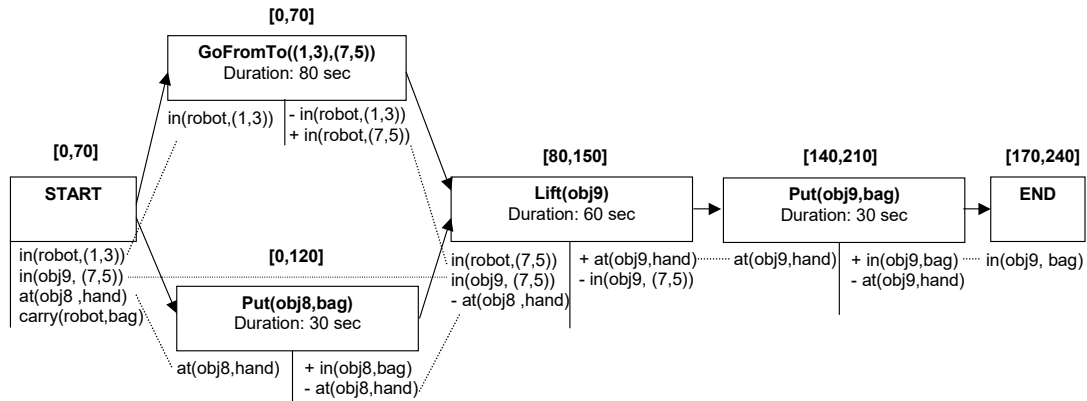 [0,70]
GoFromTo((1,3),(7,5))
Duration: 80 sec
in(robot,(1,3))
- in(robot,(1,3))
+ in(robot,(7,5))
[0,70]
START
in(robot,(1,3))
in(obj9, (7,5))
at(obj8 ,hand)
carry(robot,bag)
[0,120]
Put(obj8,bag)
Duration: 30 sec
at(obj8,hand)
+ in(obj8,bag)
- at(obj8,hand)
[80,150]
Lift(obj9)
Duration: 60 sec
in(robot,(7,5))
in(obj9, (7,5))
- at(obj8 ,hand)
+ at(obj9,hand)
- in(obj9, (7,5))
[140,210]
Put(obj9,bag)
Duration: 30 sec
at(obj9,hand)
+ in(obj9,bag)
- at(obj9,hand)
[170,240]
END
in(obj9, bag)